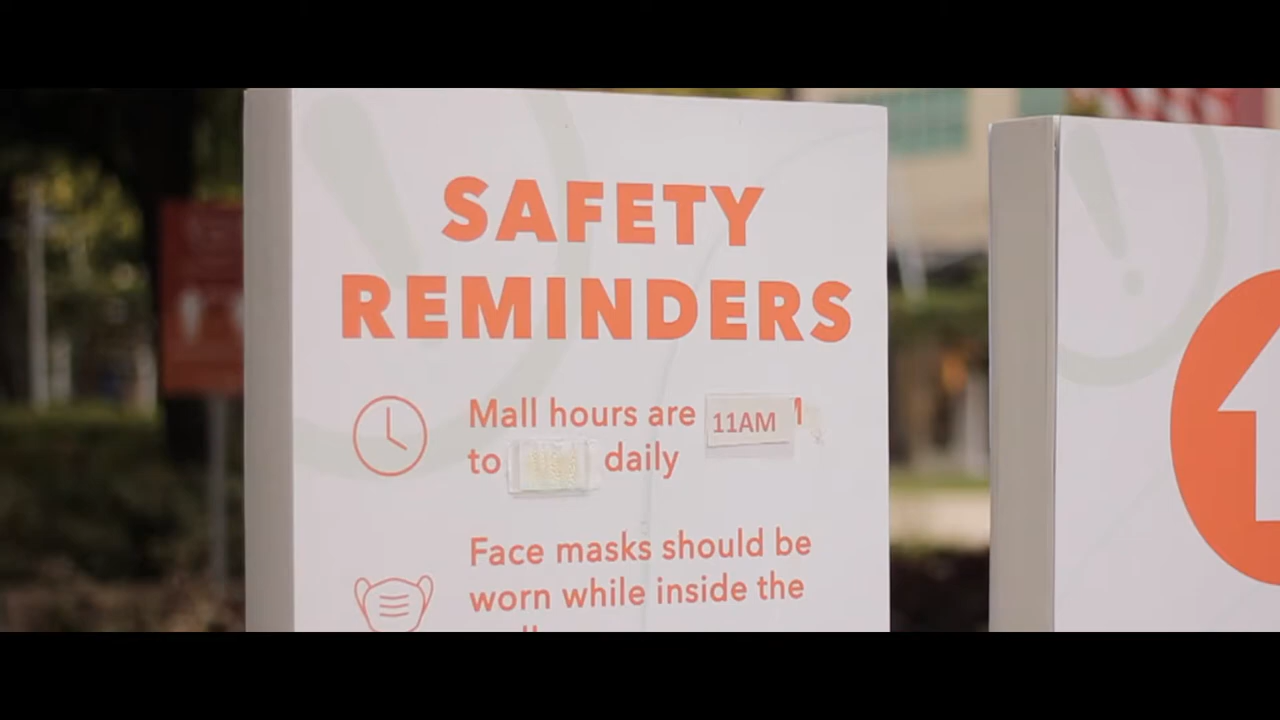 SAFETY
REMINDERS
Mall hours are 11AM
to daily
Face masks should be
worn while inside the